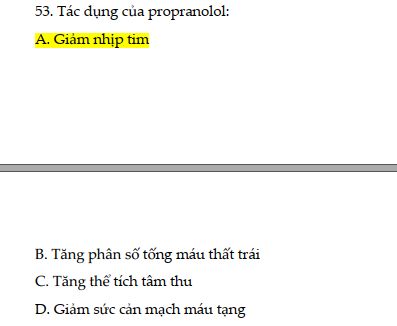 53. Tác dụng của propranolol:
A. Giảm nhịp tim
B. Tăng phân số tống máu thất trái
C. Tăng thể tích tâm thu
D. Giảm sức cản mạch máu tạng